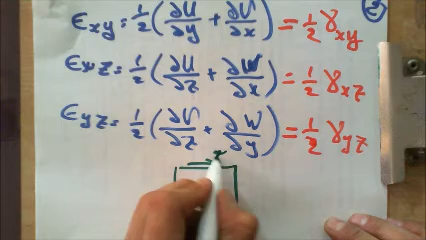 ϵxy = 1/2 (∂u/∂y + ∂v/∂x) = 1/2 γxy
ϵxz = 1/2 (∂u/∂z + ∂w/∂x) = 1/2 γxz
ϵyz = 1/2 (∂v/∂z + ∂w/∂y) = 1/2 γyz